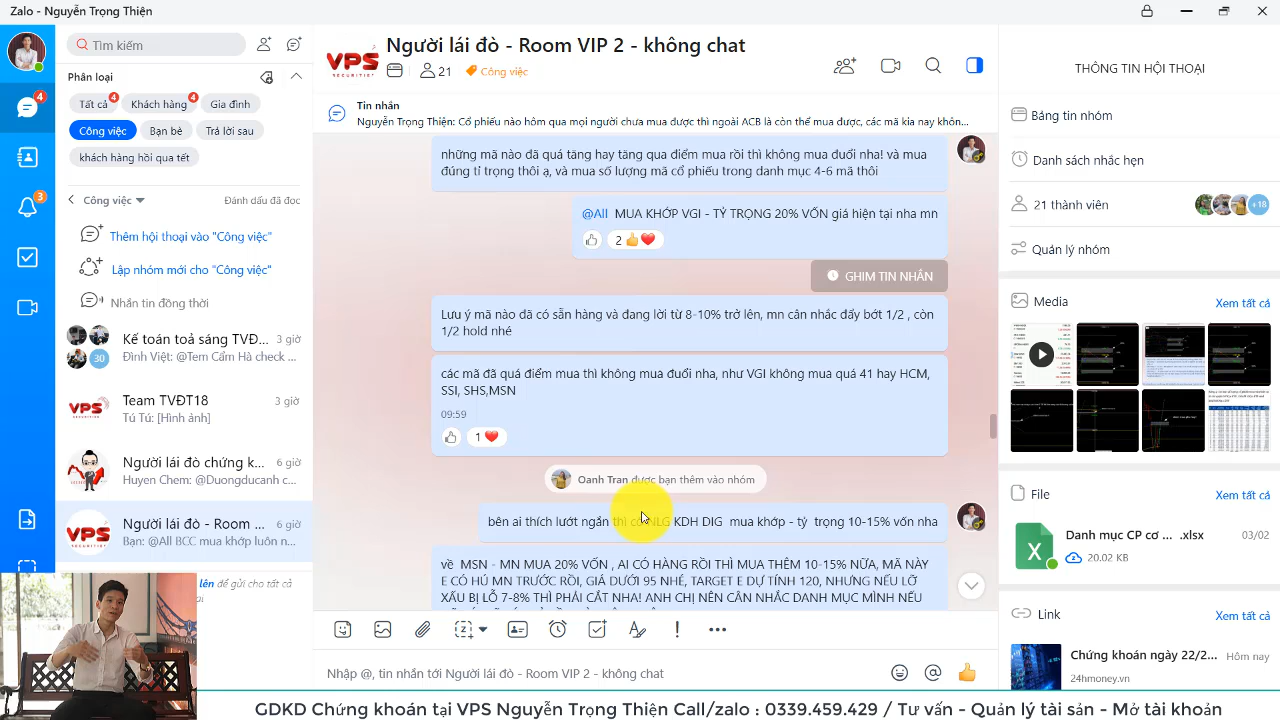 Zalo - Nguyễn Trọng Thiện
Tìm kiếm
Phân loại
Tất cả 4
Khách hàng 4
Gia đình
Công việc
Bạn bè
Trả lời sau
khách hàng hồi qua tết
Công việc
Đánh dấu đã đọc
Thêm hội thoại vào "Công việc"
Lập nhóm mới cho "Công việc"
Nhắn tin đồng thời
Kế toán toả sáng TVĐ...
3 giờ
Đình Việt: @Tem Cẩm Hà check ...
30
Team TVĐT18
3 giờ
Tú Tú: [Hình ảnh]
Người lái đò chứng k...
6 giờ
Huyen Chem: @Duongducanh c...
Người lái đò - Room ...
6 giờ
Bạn: @All BCC mua khớp luôn n...
lên để gửi cho tất cả
4
3
VPS
SECURITIES
Người lái đò - Room VIP 2 - không chat
21
Công việc
Tin nhắn
Nguyễn Trọng Thiện: Cổ phiếu nào hôm qua mọi người chưa mua được thì ngoài ACB là còn thể mua được, các mã kia nay khôn...
những mã nào đã quá tăng hay tăng qua điểm mua rồi thì không mua đuổi nha! và mua
đúng tỉ trọng thôi ạ, và mua số lượng mã cổ phiếu trong danh mục 4-6 mã thôi
@All MUA KHỚP VGI - TỶ TRỌNG 20% VỐN giá hiện tại nha mn
2
GHIM TIN NHẮN
Lưu ý mã nào đã có sẵn hàng và đang lời từ 8-10% trở lên, mn cân nhắc đẩy bớt 1/2 , còn
1/2 hold nhé
các mã mà quá điểm mua thì không mua đuổi nha, như VGI không mua quá 41 hay HCM,
SSI, SHS,MSN
09:59
1
Oanh Tran được bạn thêm vào nhóm
bên ai thích lướt ngắn thì có NLG KDH DIG mua khớp - tỷ trọng 10-15% vốn nha
về MSN - MN MUA 20% VỐN , AI CÓ HÀNG RỒI THÌ MUA THÊM 10-15% NỮA, MÃ NÀY
E CÓ HÚ MN TRƯỚC RỒI, GIÁ DƯỚI 95 NHÉ, TARGET E DỰ TÍNH 120, NHƯNG NẾU LỠ
XẤU BỊ LỖ 7-8% THÌ PHẢI CẮT NHA! ANH CHỊ NÊN CÂN NHẮC DANH MỤC MÌNH NẾU
Nhập @, tin nhắn tới Người lái đò - Room VIP 2 - không chat
THÔNG TIN HỘI THOẠI
Bảng tin nhóm
Danh sách nhắc hẹn
21 thành viên
+18
Quản lý nhóm
Media
Xem tất cả
File
Xem tất cả
Danh mục CP cơ ... .xlsx
03/02
20.02 KB
Link
Xem tất cả
Chứng khoán ngày 22/2...
Hôm nay
24hmoney.vn
GDKD Chứng khoán tại VPS Nguyễn Trọng Thiện Call/zalo : 0339.459.429 / Tư vấn - Quản lý tài sản - Mở tài khoản